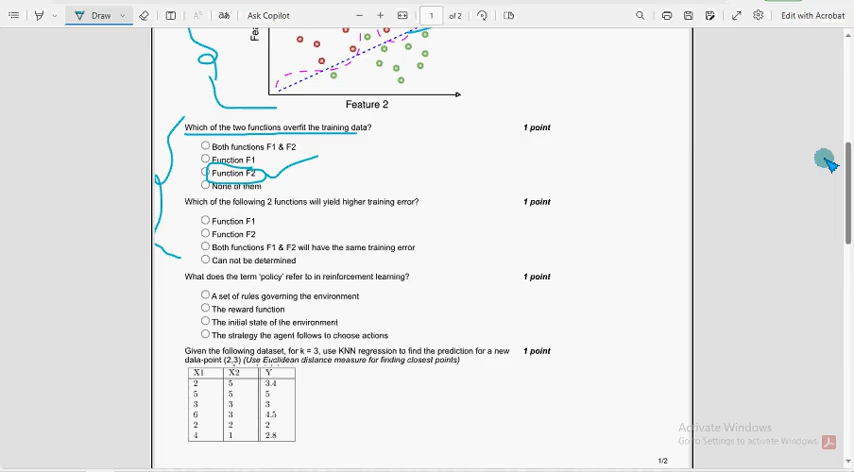 Draw
Ask Copilot
1 of 2
Edit with Acrobat
Feature 2
Which of the two functions overfit the training data? 1 point
Both functions F1 & F2
Function F1
Function F2
None of them
Which of the following 2 functions will yield higher training error? 1 point
Function F1
Function F2
Both functions F1 & F2 will have the same training error
Can not be determined
What does the term ‘policy’ refer to in reinforcement learning? 1 point
A set of rules governing the environment
The reward function
The initial state of the environment
The strategy the agent follows to choose actions
Given the following dataset, for k = 3, use KNN regression to find the prediction for a new 1 point
data-point (2,3) (Use Euclidean distance measure for finding closest points)
X1 X2 Y
2 5 3.4
5 5 5
3 3 3
6 3 4.5
2 2 2
4 1 2.8
Activate Windows
Go to Settings to activate Windows.
1/2